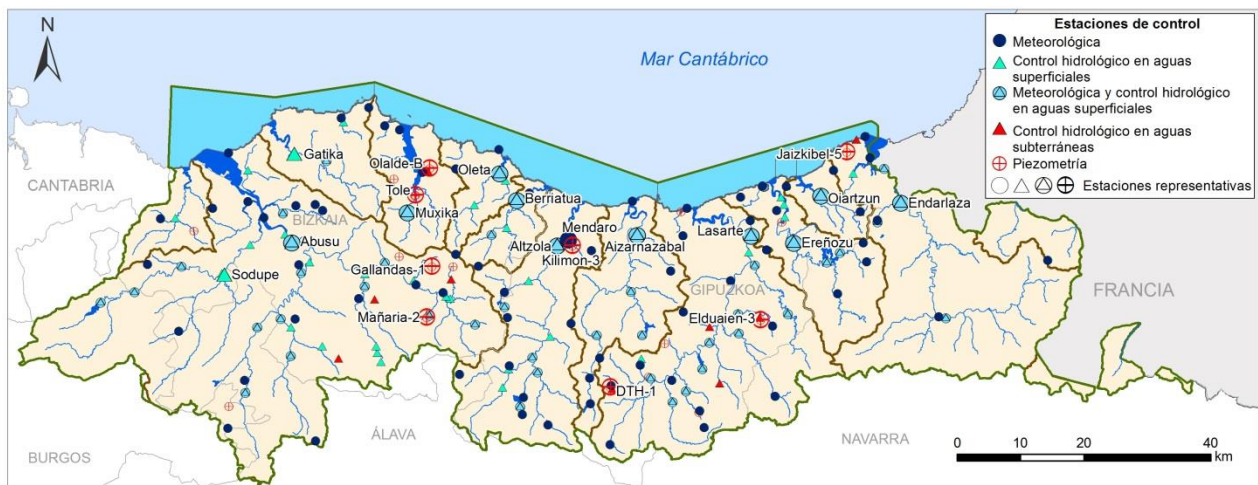 N
Mar Cantábrico
Estaciones de control
Meteorológica
Control hidrológico en aguas
superficiales
Meteorológica y control hidrológico
en aguas superficiales
Control hidrológico en aguas
subterráneas
Piezometría
Estaciones representativas
CANTABRIA
BIZKAIA
GIPUZKOA
FRANCIA
BURGOS
ÁLAVA
NAVARRA
Gatika
Olalde-B
Oleta
Tole
Muxika
Berriatua
Jaizkibel-5
Oiartzun
Endarlaza
Abusu
Altzola
Mendaro
Kilimon-3
Aizarnazabal
Lasarte
Ereñozu
Sodupe
Gallandas-1
Mañaria-2
Elduaien-3
DTH-1
0 10 20 40
km